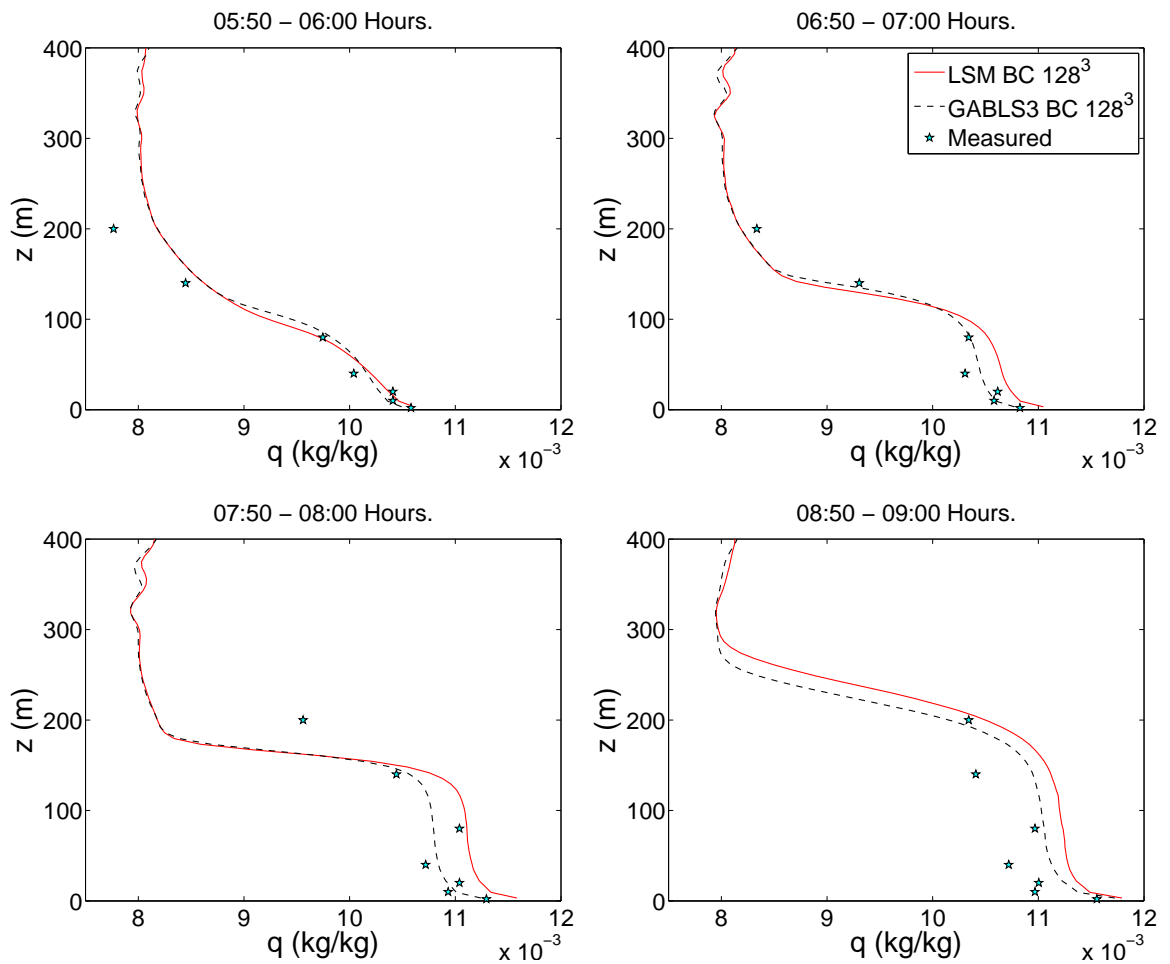 05:50 – 06:00 Hours.
400
300
200
100
0
z (m)
8 9 10 11 12
q (kg/kg)
x 10⁻³
06:50 – 07:00 Hours.
LSM BC 128³
GABLS3 BC 128³
Measured
400
300
200
100
0
z (m)
8 9 10 11 12
q (kg/kg)
x 10⁻³
07:50 – 08:00 Hours.
400
300
200
100
0
z (m)
8 9 10 11 12
q (kg/kg)
x 10⁻³
08:50 – 09:00 Hours.
400
300
200
100
0
z (m)
8 9 10 11 12
q (kg/kg)
x 10⁻³